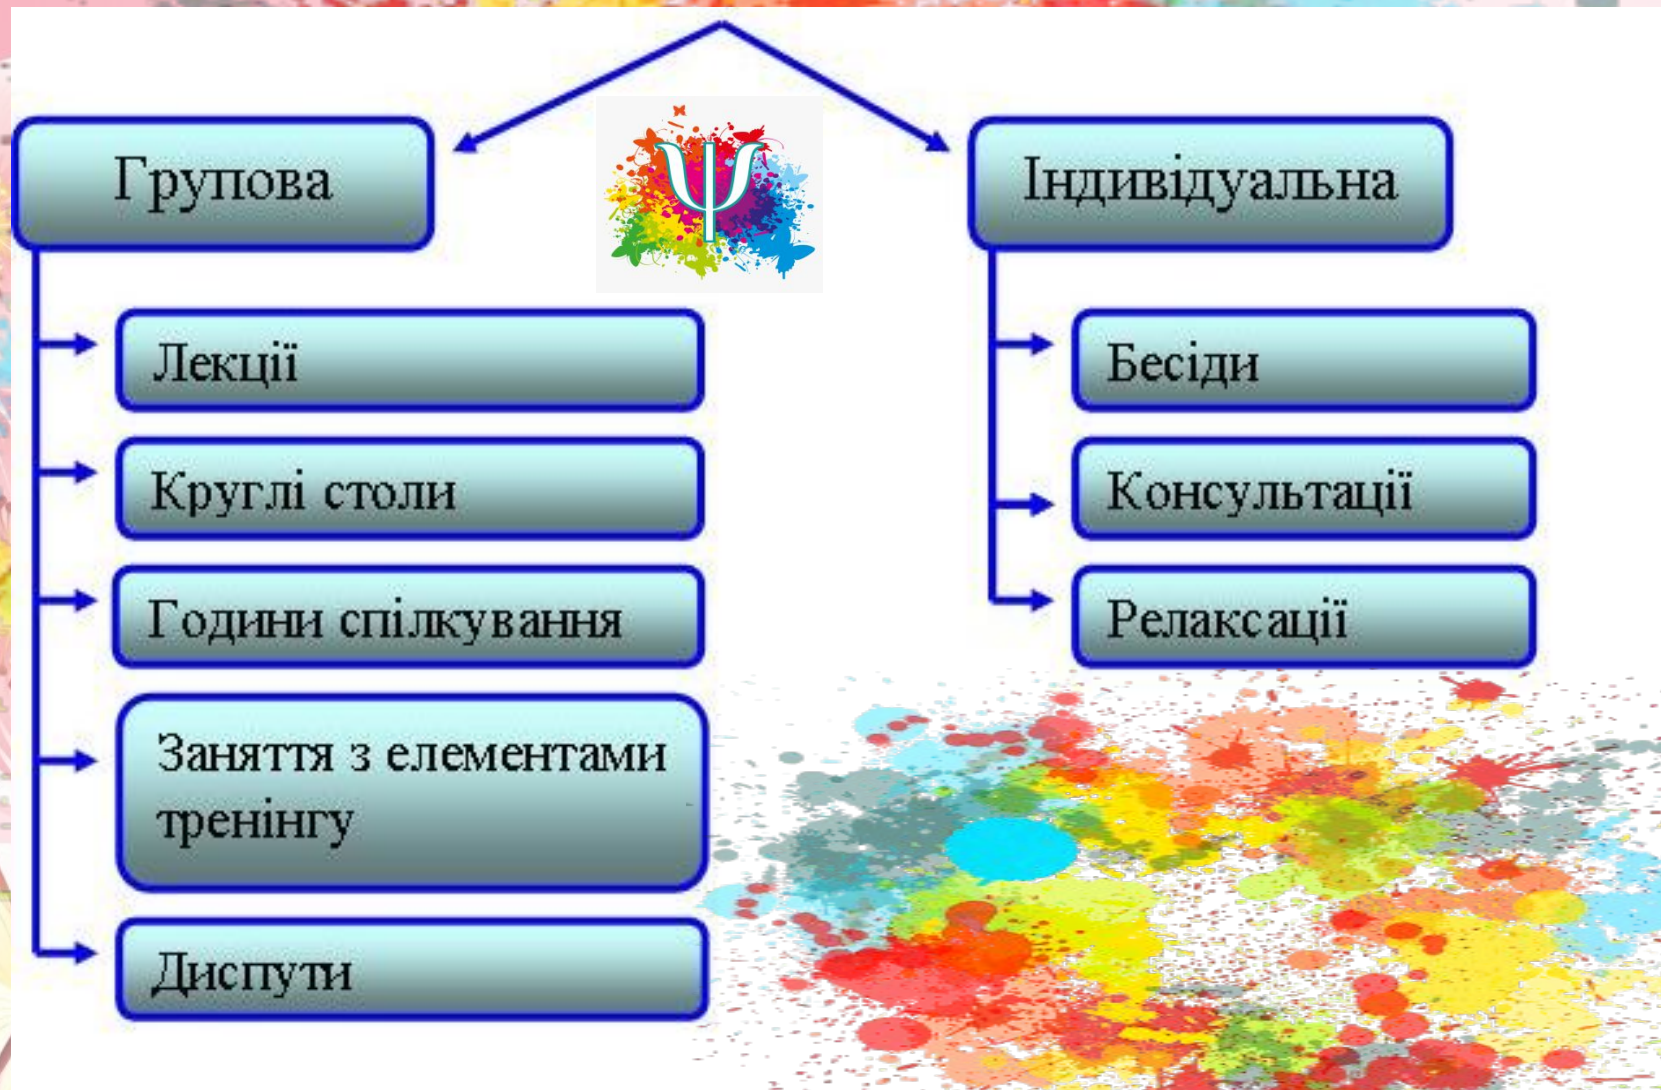 Групова
Індивідуальна
Лекції
Круглі столи
Години спілкування
Заняття з елементами
тренінгу
Диспути
Бесіди
Консультації
Релаксації
Ψ